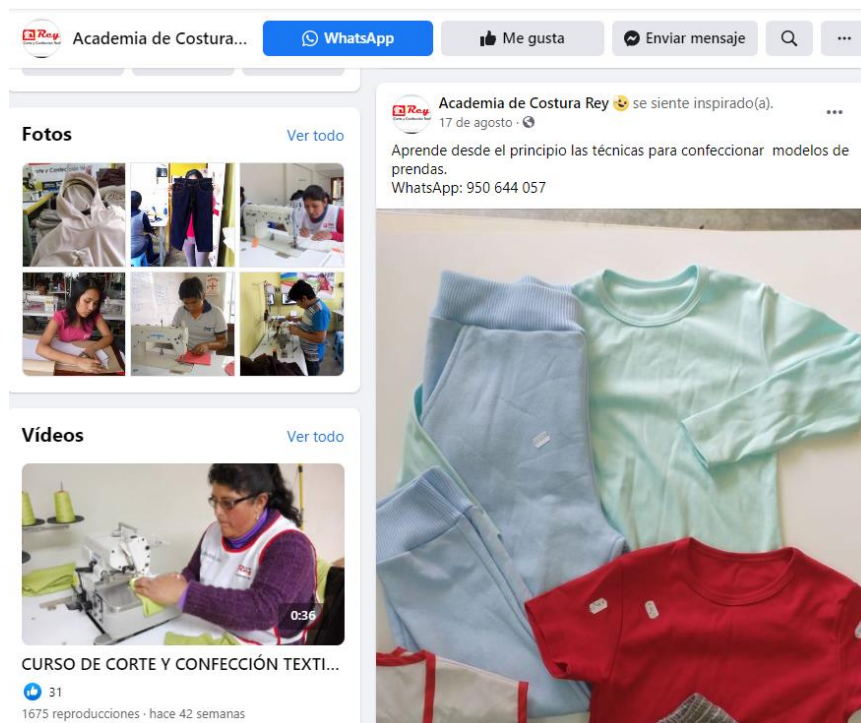 Rey
Academia de Costura...
WhatsApp
Me gusta
Enviar mensaje
Fotos
Ver todo
Vídeos
Ver todo
0:36
CURSO DE CORTE Y CONFECCIÓN TEXTI...
31
1675 reproducciones · hace 42 semanas
Rey
Academia de Costura Rey se siente inspirado(a).
17 de agosto ·
Aprende desde el principio las técnicas para confeccionar modelos de
prendas.
WhatsApp: 950 644 057